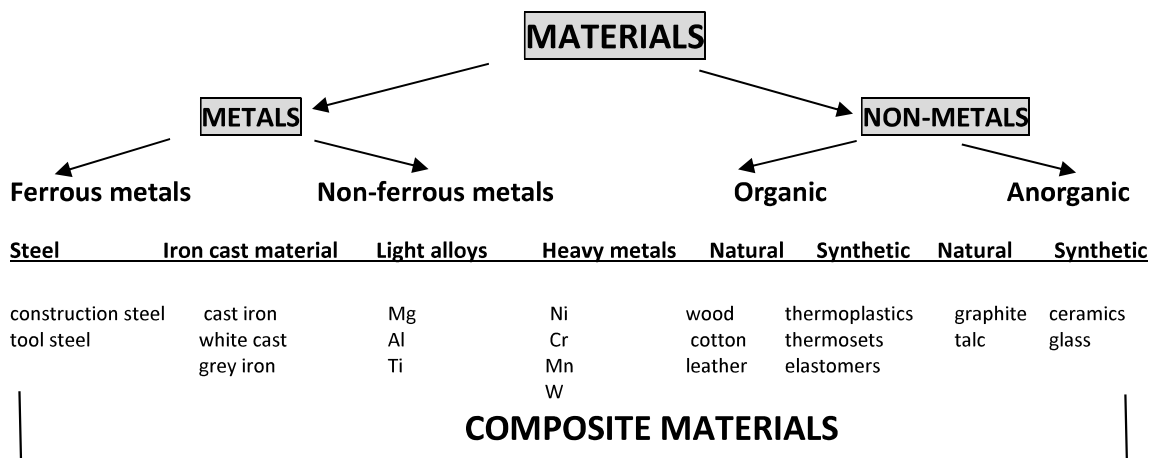 MATERIALS
METALS NON-METALS
Ferrous metals Non-ferrous metals Organic Anorganic
Steel Iron cast material Light alloys Heavy metals Natural Synthetic Natural Synthetic
construction steel cast iron Mg Ni wood thermoplastics graphite ceramics
tool steel white cast Al Cr cotton thermosets talc glass
grey iron Ti Mn leather elastomers
W
COMPOSITE MATERIALS